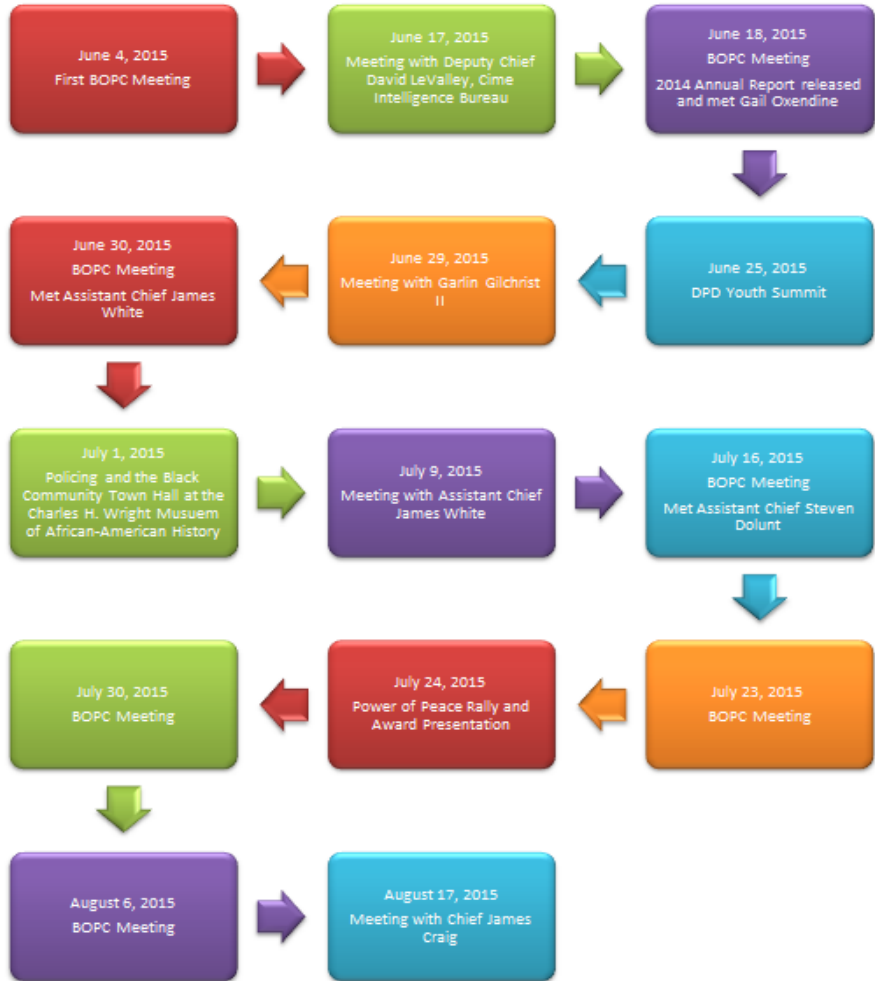 June 4, 2015
First BOPC Meeting
June 17, 2015
Meeting with Deputy Chief
David LeValley, Cime
Intelligence Bureau
June 18, 2015
BOPC Meeting
2014 Annual Report released
and met Gail Oxendine
June 25, 2015
DPD Youth Summit
June 29, 2015
Meeting with Garlin Gilchrist
II
June 30, 2015
BOPC Meeting
Met Assistant Chief James
White
July 1, 2015
Policing and the Black
Community Town Hall at the
Charles H. Wright Musuem
of African-American History
July 9, 2015
Meeting with Assistant Chief
James White
July 16, 2015
BOPC Meeting
Met Assistant Chief Steven
Dolunt
July 23, 2015
BOPC Meeting
July 24, 2015
Power of Peace Rally and
Award Presentation
July 30, 2015
BOPC Meeting
August 6, 2015
BOPC Meeting
August 17, 2015
Meeting with Chief James
Craig